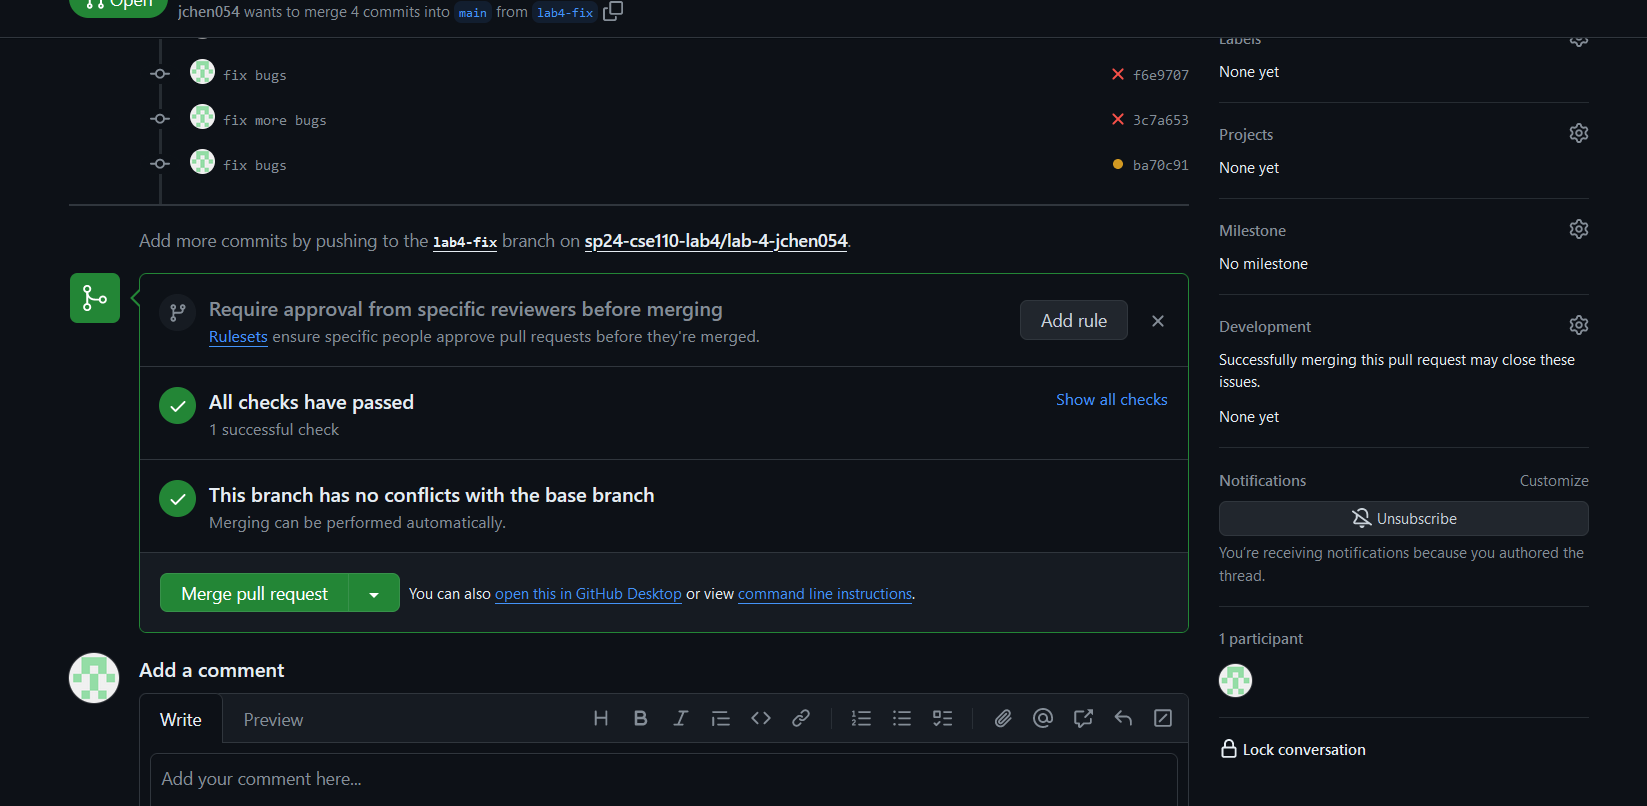 Open
jchen054 wants to merge 4 commits into main from lab4-fix
fix bugs f6e9707
fix more bugs 3c7a653
fix bugs ba70c91
Add more commits by pushing to the lab4-fix branch on sp24-cse110-lab4/lab-4-jchen054.
Require approval from specific reviewers before merging
Rulesets ensure specific people approve pull requests before they're merged.
Add rule
All checks have passed
1 successful check
Show all checks
This branch has no conflicts with the base branch
Merging can be performed automatically.
Merge pull request
You can also open this in GitHub Desktop or view command line instructions.
Add a comment
Write Preview
Add your comment here...
Labels
None yet
Projects
None yet
Milestone
No milestone
Development
Successfully merging this pull request may close these
issues.
None yet
Notifications Customize
Unsubscribe
You're receiving notifications because you authored the
thread.
1 participant
Lock conversation